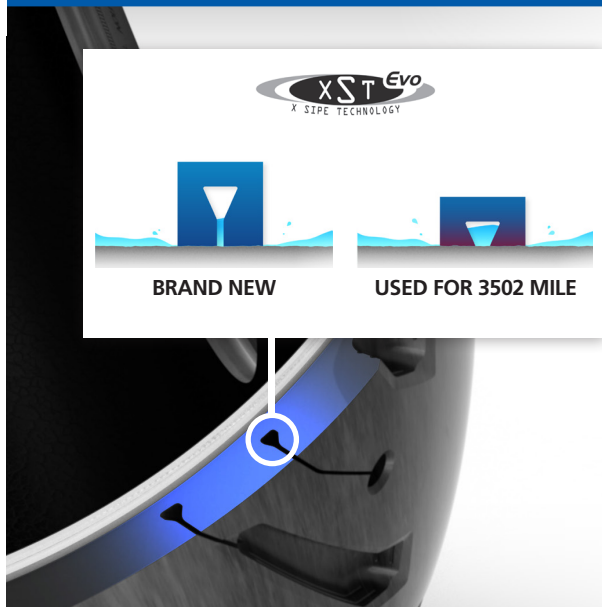 XST Evo
X SIPE TECHNOLOGY
BRAND NEW
USED FOR 3502 MILE